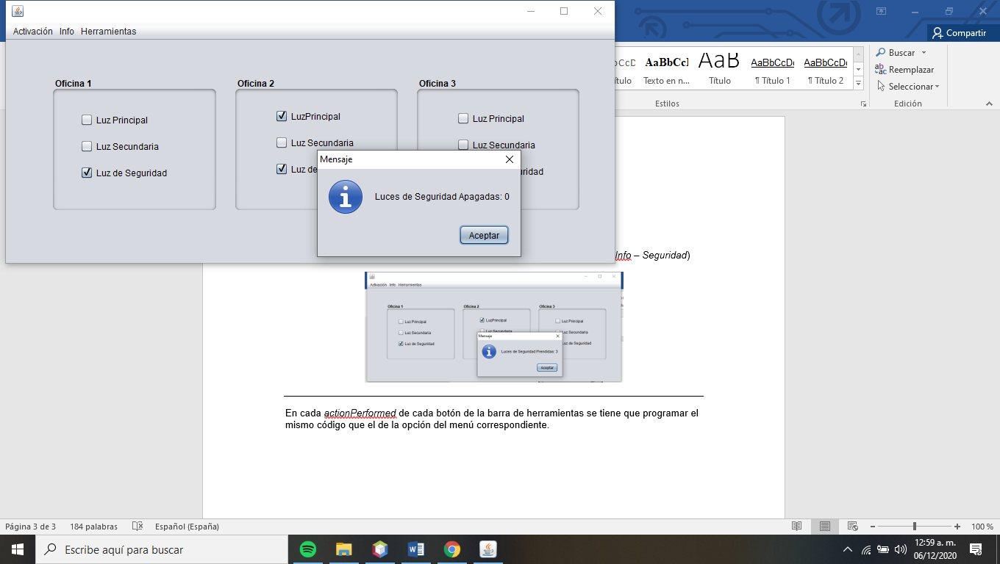 Activación Info Herramientas
Oficina 1
Luz Principal
Luz Secundaria
Luz de Seguridad
Oficina 2
LuzPrincipal
Luz Secundaria
Luz de
Oficina 3
Luz Principal
Luz Secundaria
uridad
Mensaje
Luces de Seguridad Apagadas: 0
Aceptar
Compartir
AaBbCcI AaB AaBbCcDc AaBbCcDc
ítulo Texto en n... Título ¶ Título 1 ¶ Título 2
Estilos
Buscar
Reemplazar
Seleccionar
Edición
Info – Seguridad)
Activación Info Herramientas
Oficina 1
Luz Principal
Luz Secundaria
Luz de Seguridad
Oficina 2
LuzPrincipal
Oficina 3
Luz Principal
Luz Secundaria
Luz de Seguridad
Mensaje
Luces de Seguridad Prendidas: 3
Aceptar
En cada actionPerformed de cada botón de la barra de herramientas se tiene que programar el
mismo código que el de la opción del menú correspondiente.
Página 3 de 3 184 palabras Español (España)
100 %
Escribe aquí para buscar
12:59 a. m.
06/12/2020